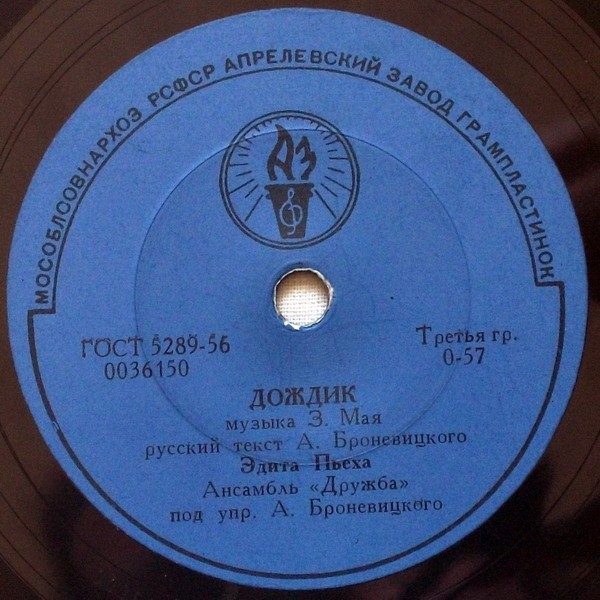 МОСОБЛСОВНАРХОЗ РСФСР АПРЕЛЕВСКИЙ ЗАВОД ГРАМПЛАСТИНОК
АЗ
ГОСТ 5289-56
0036150
Третья гр.
0-57
ДОЖДИК
музыка З. Мая
русский текст А. Броневицкого
Эдита Пьеха
Ансамбль «Дружба»
под упр. А. Броневицкого